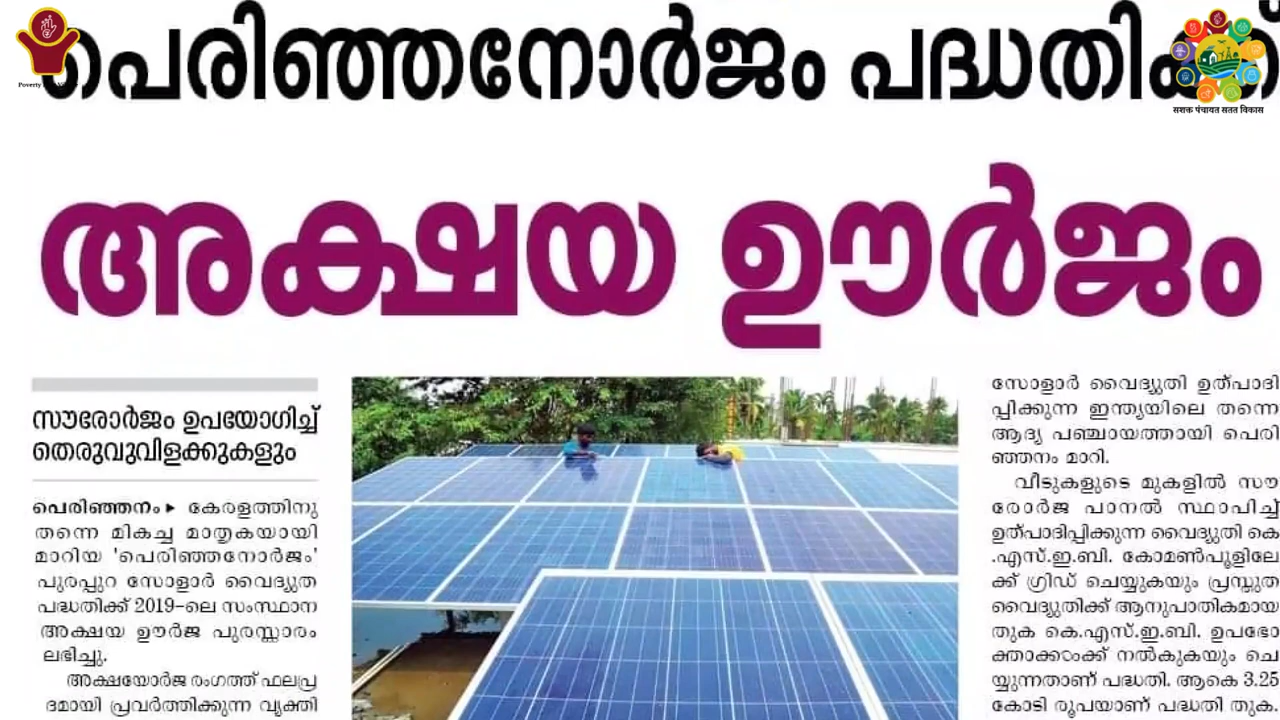 പെരിഞ്ഞനോർജം പദ്ധതിക്ക്
सशक्त पंचायत सतत विकास
അക്ഷയ ഊർജം
സൗരോർജം ഉപയോഗിച്ച്
തെരുവുവിളക്കുകളും
പെരിഞ്ഞനം ▸ കേരളത്തിനു
തന്നെ മികച്ച മാതൃകയായി
മാറിയ 'പെരിഞ്ഞനോർജം'
പുരപ്പുറ സോളാർ വൈദ്യുത
പദ്ധതിക്ക് 2019-ലെ സംസ്ഥാന
അക്ഷയ ഊർജ പുരസ്കാരം
ലഭിച്ചു.
അക്ഷയോർജ രംഗത്ത് ഫലപ്ര
ദമായി പ്രവർത്തിക്കുന്ന വ്യക്തി
സോളാർ വൈദ്യുതി ഉത്പാദി
പ്പിക്കുന്ന ഇന്ത്യയിലെ തന്നെ
ആദ്യ പഞ്ചായത്തായി പെരി
ഞ്ഞനം മാറി.
വീടുകളുടെ മുകളിൽ സൗ
രോർജ പാനൽ സ്ഥാപിച്ച്
ഉത്പാദിപ്പിക്കുന്ന വൈദ്യുതി കെ
.എസ്.ഇ.ബി. കോമൺപൂളിലേ
ക്ക് ഗ്രിഡ് ചെയ്യുകയും പ്രസ്തുത
വൈദ്യുതിക്ക് ആനുപാതികമായ
തുക കെ.എസ്.ഇ.ബി. ഉപഭോ
ക്താക്കൾക്ക് നൽകുകയും ചെ
യ്യുന്നതാണ് പദ്ധതി. ആകെ 3.25
കോടി രൂപയാണ് പദ്ധതി തുക.